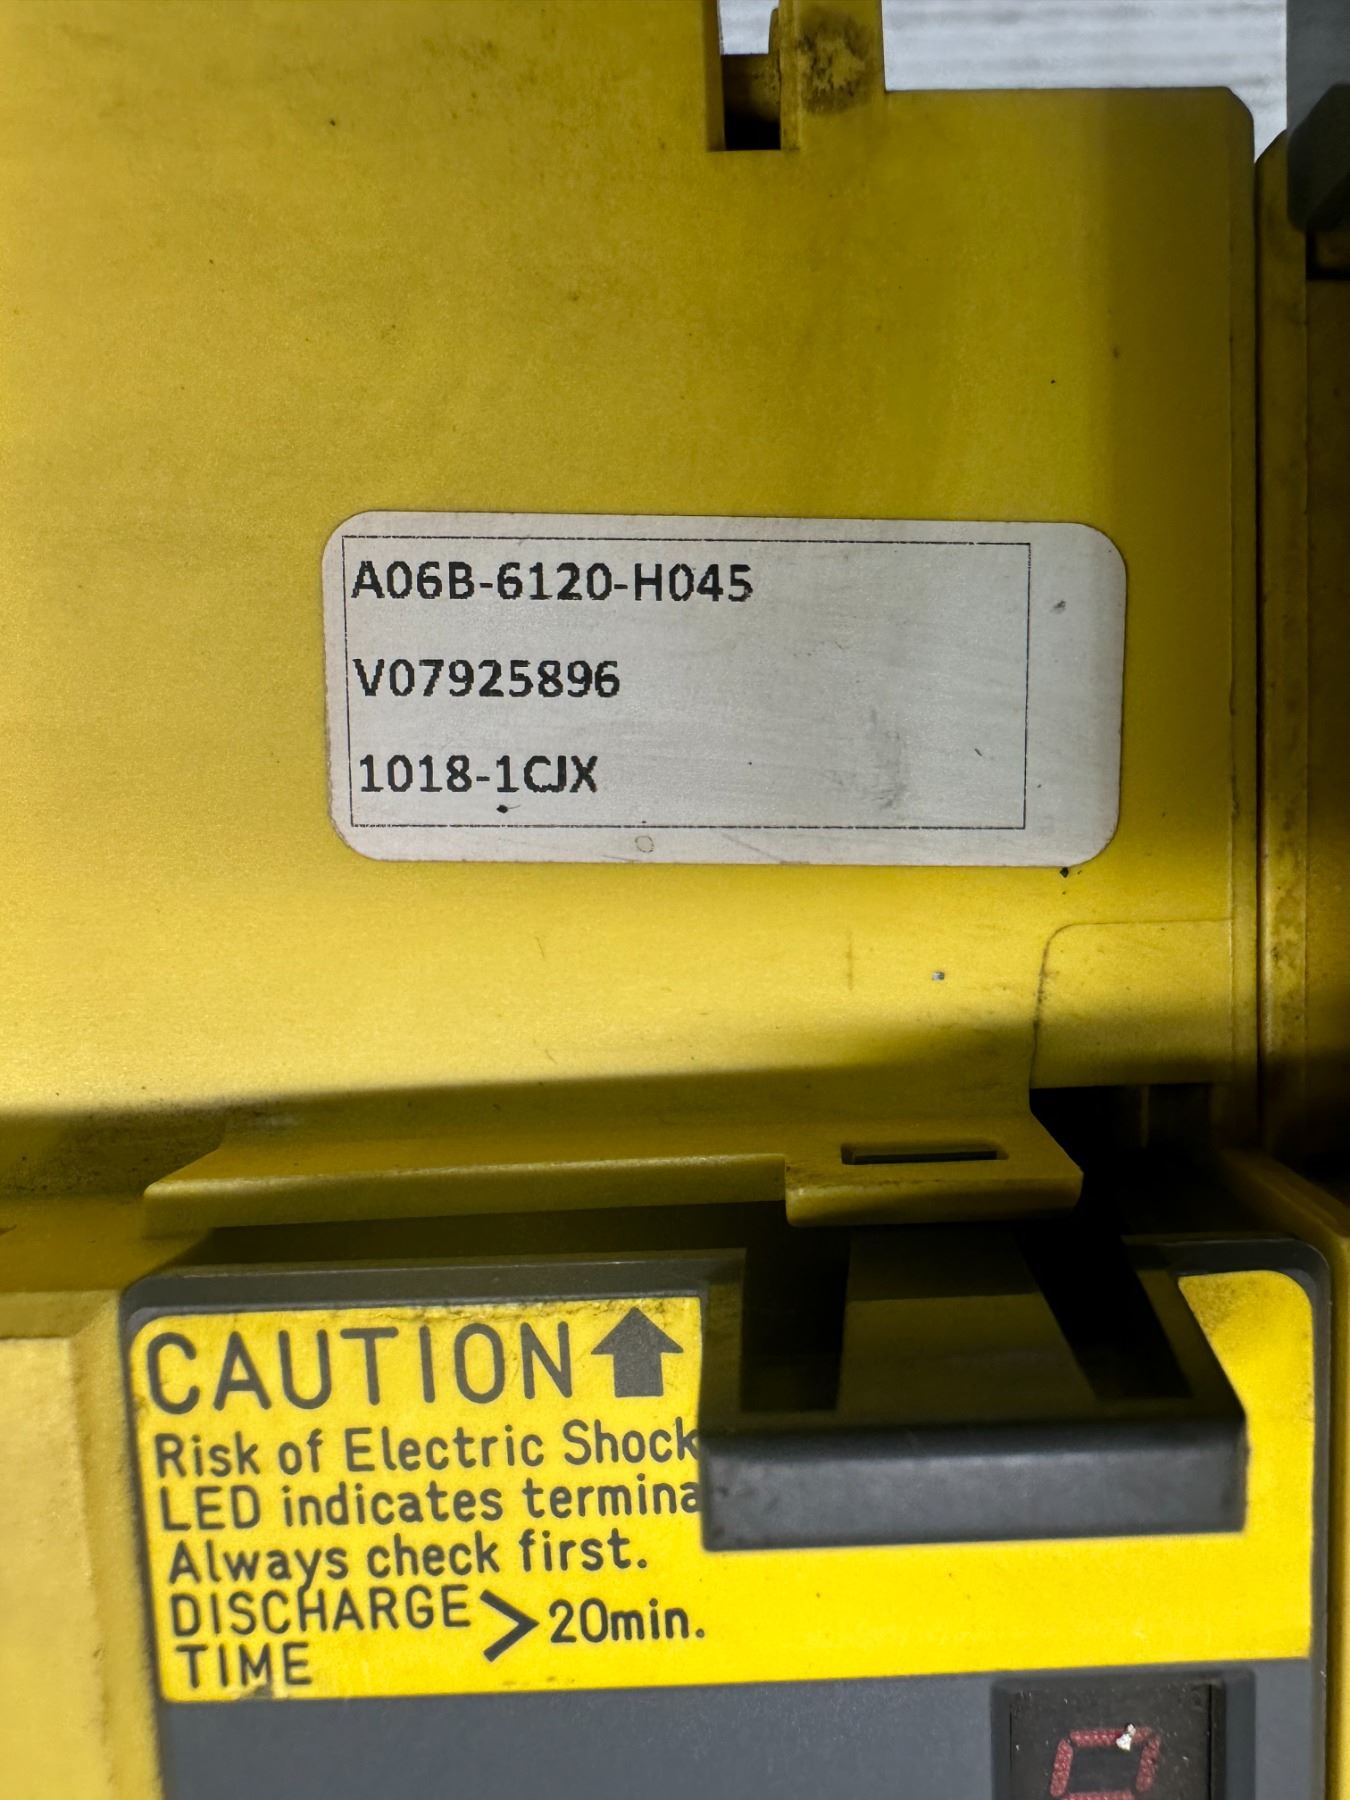 A06B-6120-H045
V07925896
1018-1CJX
CAUTION
Risk of Electric Shock
LED indicates
Always check first.
DISCHARGE
TIME
> 20min.